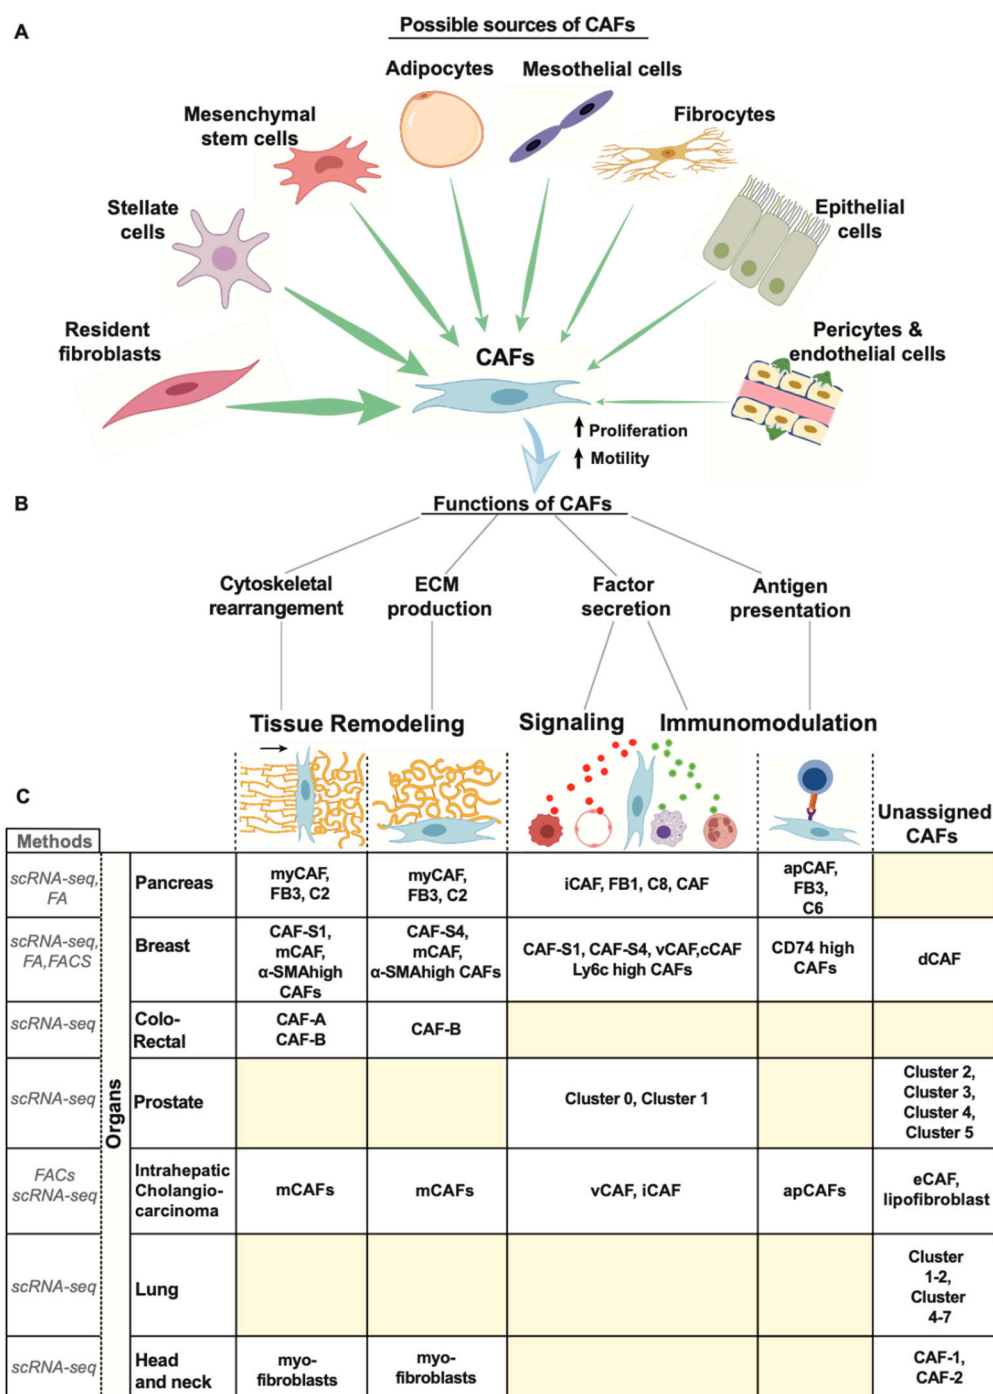 A
Possible sources of CAFs
Adipocytes
Mesothelial cells
Mesenchymal
stem cells
Fibrocytes
Stellate
cells
Epithelial
cells
Resident
fibroblasts
Pericytes &
endothelial cells
CAFs
Proliferation
Motility
B
Functions of CAFs
Cytoskeletal
rearrangement
ECM
production
Factor
secretion
Antigen
presentation
Tissue Remodeling
Signaling
Immunomodulation
C
Unassigned
CAFs
Methods
Organs
scRNA-seq,
FA
Pancreas
myCAF,
FB3, C2
myCAF,
FB3, C2
iCAF, FB1, C8, CAF
apCAF,
FB3,
C6
scRNA-seq,
FA,FACS
Breast
CAF-S1,
mCAF,
α-SMAhigh
CAFs
CAF-S4,
mCAF,
α-SMAhigh CAFs
CAF-S1, CAF-S4, vCAF,cCAF
Ly6c high CAFs
CD74 high
CAFs
dCAF
scRNA-seq
Colo-
Rectal
CAF-A
CAF-B
CAF-B
scRNA-seq
Prostate
Cluster 0, Cluster 1
Cluster 2,
Cluster 3,
Cluster 4,
Cluster 5
FACs
scRNA-seq
Intrahepatic
Cholangio-
carcinoma
mCAFs
mCAFs
vCAF, iCAF
apCAFs
eCAF,
lipofibroblast
scRNA-seq
Lung
Cluster
1-2,
Cluster
4-7
scRNA-seq
Head
and neck
myo-
fibroblasts
myo-
fibroblasts
CAF-1,
CAF-2